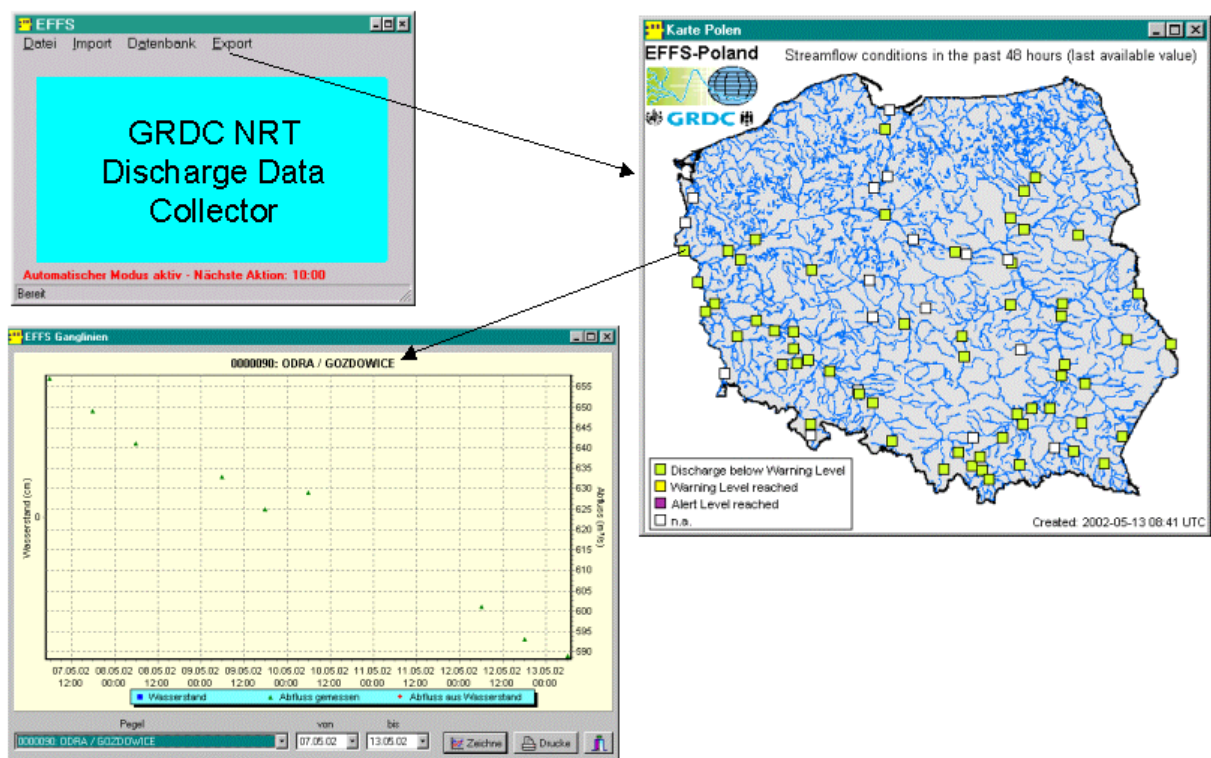 EFFS
Datei Import Datenbank Export
GRDC NRT
Discharge Data
Collector
Automatischer Modus aktiv - Nächste Aktion: 10:00
Bereit
Karte Polen
EFFS-Poland
Streamflow conditions in the past 48 hours (last available value)
GRDC
Discharge below Warning Level
Warning Level reached
Alert Level reached
n.a.
Created: 2002-05-13 08:41 UTC
EFFS Ganglinien
0000090: ODRA / GOZDOWICE
Wasserstand (cm)
0
655
650
645
640
635
630
625
620
615
610
605
600
595
590
Abfluss (m³/s)
07.05.02 08.05.02 08.05.02 09.05.02 09.05.02 10.05.02 10.05.02 11.05.02 11.05.02 12.05.02 12.05.02 13.05.02
12:00 00:00 12:00 00:00 12:00 00:00 12:00 00:00 12:00 00:00 12:00 00:00
Wasserstand Abfluss gemessen Abfluss aus Wasserstand
Pegel von bis
0000090: ODRA / GOZDOWICE 07.05.02 13.05.02 Zeichne Drucke